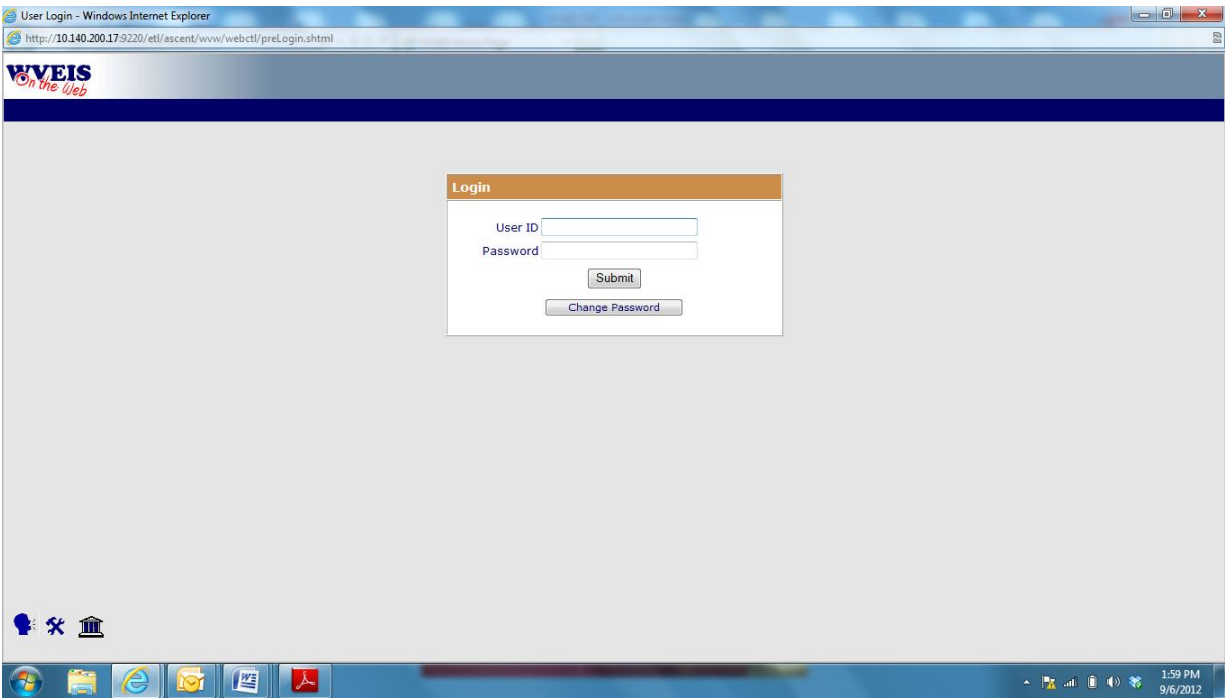 User Login - Windows Internet Explorer
http://10.140.200.17:9220/etl/ascent/wvw/webctl/preLogin.shtml
WVEIS
On the Web
Login
User ID
Password
Submit
Change Password
1:59 PM
9/6/2012